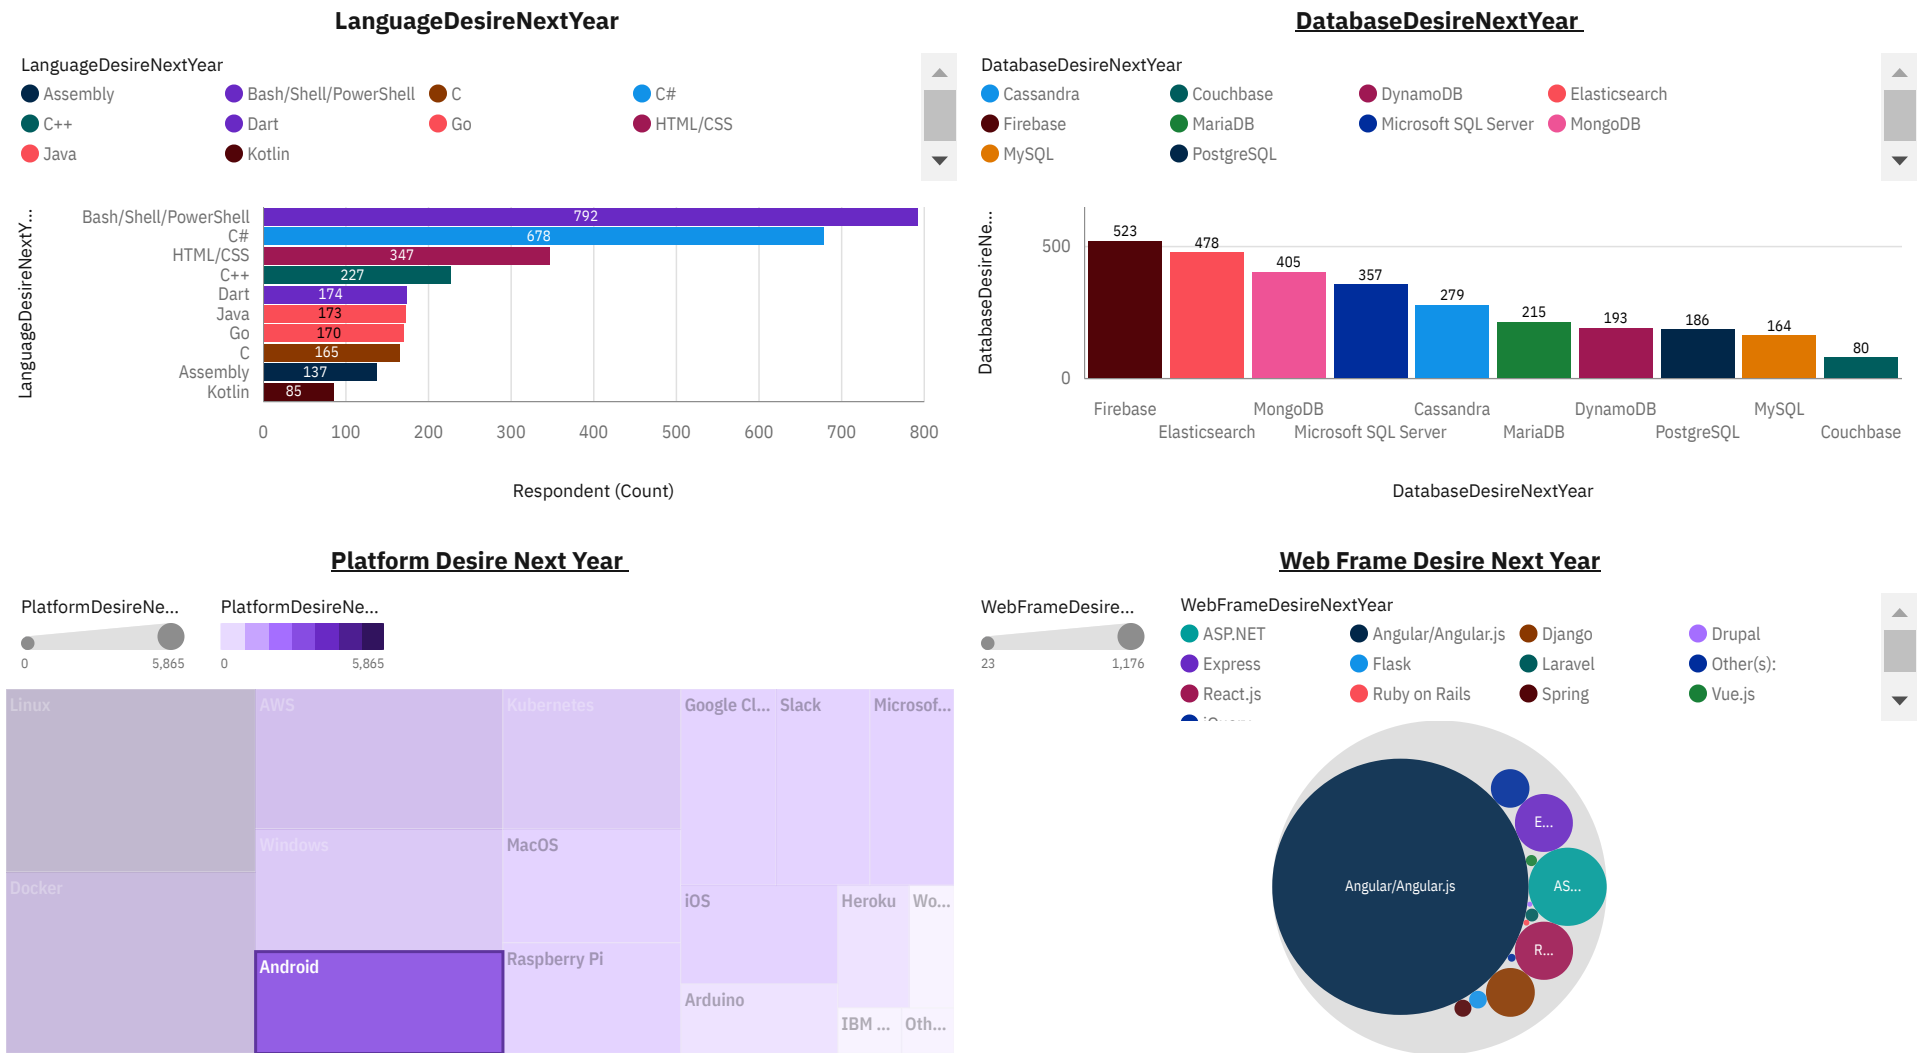 LanguageDesireNextYear
LanguageDesireNextYear
Assembly Bash/Shell/PowerShell C C#
C++ Dart Go HTML/CSS
Java Kotlin
LanguageDesireNextY...
Bash/Shell/PowerShell 792
C# 678
HTML/CSS 347
C++ 227
Dart 174
Java 173
Go 170
C 165
Assembly 137
Kotlin 85
0 100 200 300 400 500 600 700 800
Respondent (Count)
DatabaseDesireNextYear
DatabaseDesireNextYear
Cassandra Couchbase DynamoDB Elasticsearch
Firebase MariaDB Microsoft SQL Server MongoDB
MySQL PostgreSQL
DatabaseDesireNe...
500
0
523 478 405 357 279 215 193 186 164 80
Firebase MongoDB Cassandra DynamoDB MySQL
Elasticsearch Microsoft SQL Server MariaDB PostgreSQL Couchbase
DatabaseDesireNextYear
Platform Desire Next Year
PlatformDesireNe... PlatformDesireNe...
0 5,865 0 5,865
Linux AWS Kubernetes Google Cl... Slack Microsof...
Windows MacOS
Docker iOS Heroku Wo...
Android Raspberry Pi
Arduino IBM ... Oth...
Web Frame Desire Next Year
WebFrameDesire... WebFrameDesireNextYear
23 1,176
ASP.NET Angular/Angular.js Django Drupal
Express Flask Laravel Other(s):
React.js Ruby on Rails Spring Vue.js
E...
Angular/Angular.js AS...
R...